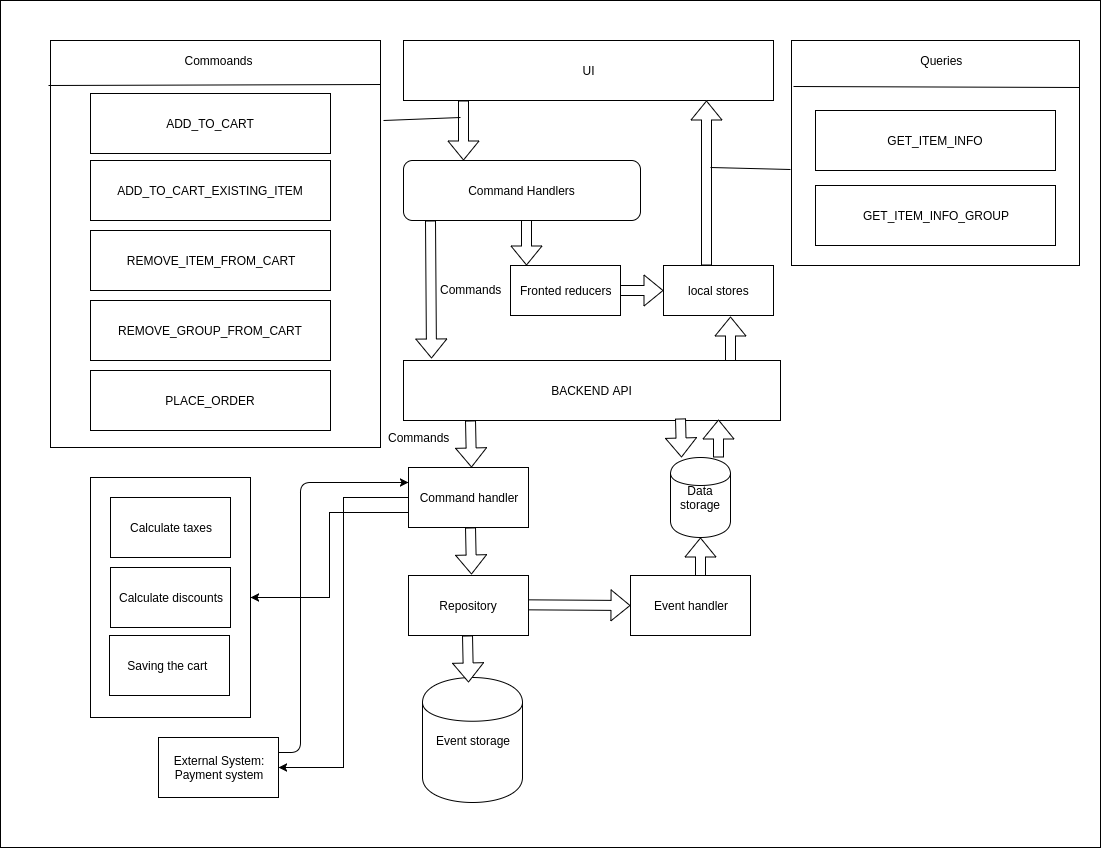 Commoands
UI
Queries
ADD_TO_CART
GET_ITEM_INFO
ADD_TO_CART_EXISTING_ITEM
Command Handlers
GET_ITEM_INFO_GROUP
REMOVE_ITEM_FROM_CART
Commands
Fronted reducers
local stores
REMOVE_GROUP_FROM_CART
PLACE_ORDER
BACKEND API
Commands
Command handler
Data
storage
Calculate taxes
Calculate discounts
Repository
Event handler
Saving the cart
Event storage
External System:
Payment system